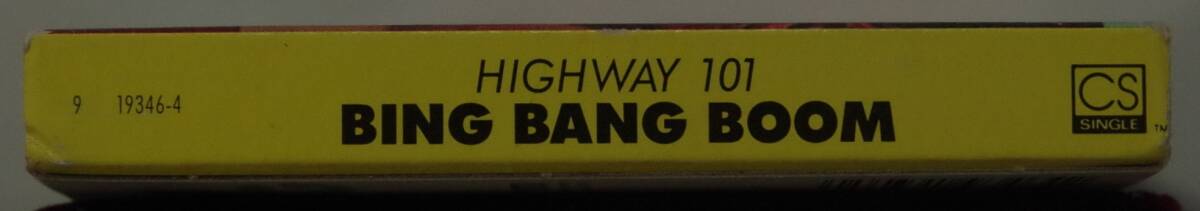 HIGHWAY 101
9 19346-4
BING BANG BOOM
CS
SINGLE
TM